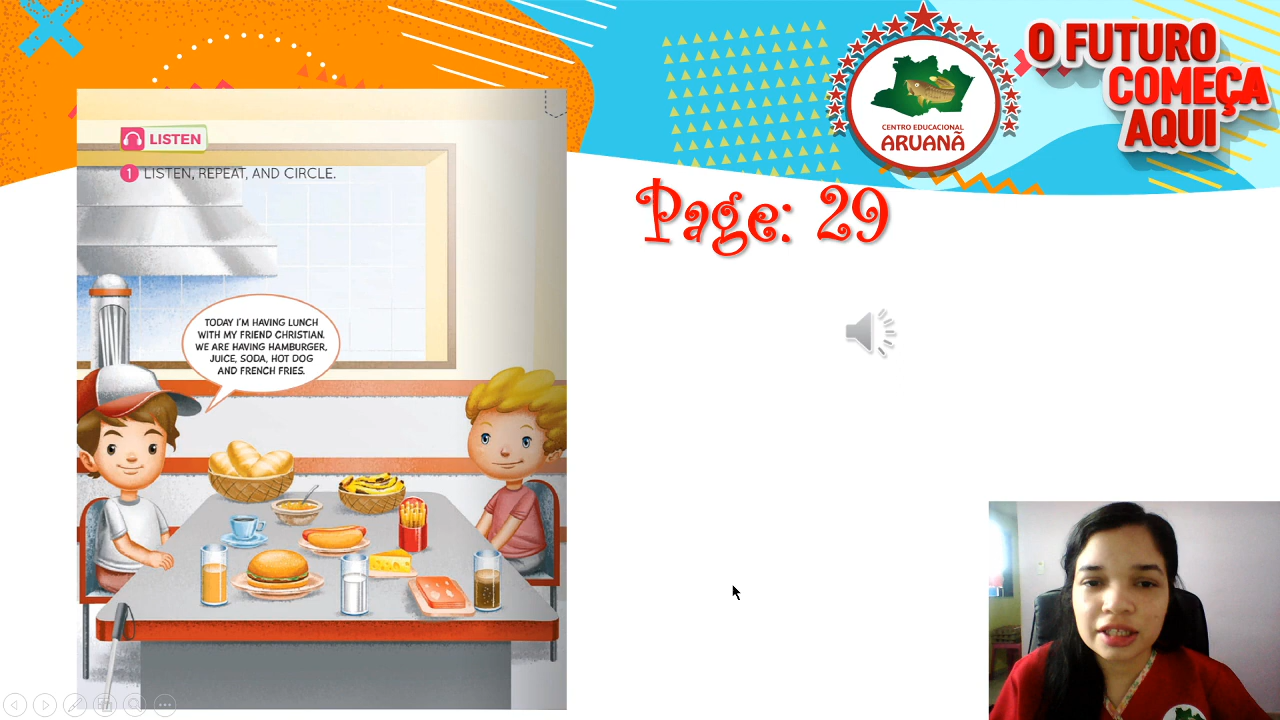 O FUTURO
COMEÇA
AQUI
CENTRO EDUCACIONAL
ARUANÃ
LISTEN
1 LISTEN, REPEAT, AND CIRCLE.
Page: 29
TODAY I'M HAVING LUNCH
WITH MY FRIEND CHRISTIAN.
WE ARE HAVING HAMBURGER,
JUICE, SODA, HOT DOG
AND FRENCH FRIES.